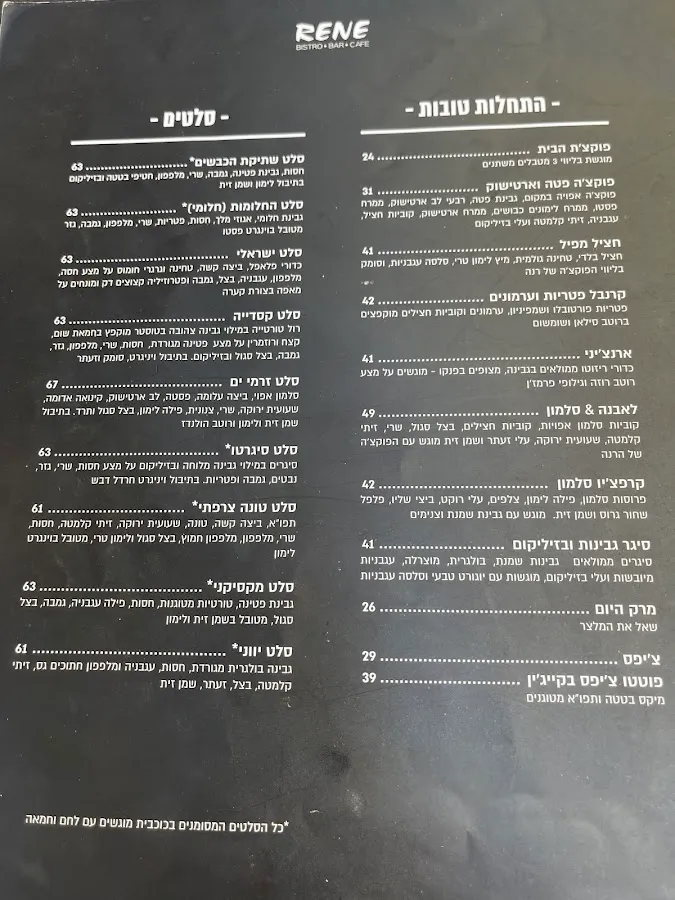 RENE
BISTRO • BAR • CAFE
- התחלות טובות -
פוקצ'ת הבית 24
מוגשת בליווי 3 מטבלים משתנים
פוקצ'ה פטה וארטישוק 31
פוקצ'ה אפויה במקום, גבינת פטה, רבעי לב ארטישוק, ממרח
פסטו, ממרח לימונים כבושים, ממרח ארטישוק, קוביות חציל,
עגבניה, זיתי קלמטה ועלי בזיליקום
חציל מפיל 41
חציל בלדי, טחינה גולמית, מיץ לימון טרי, סלסה עגבניות, וסומק
בליווי הפוקצ'ה של רנה
קרנבל פטריות וערמונים 42
פטריות פורטובלו ושמפיניון, ערמונים וקוביות חצילים מוקפצים
ברוטב סילאן ושומשום
ארנצ'יני 41
כדורי ריזוטו ממולאים בגבינה, מצופים בפנקו - מוגשים על מצע
רוטב רוזה וגילופי פרמז'ן
לאבנה & סלמון 49
קוביות סלמון אפויות, קוביות חצילים, בצל סגול, שרי, זיתי
קלמטה, שעועית ירוקה, עלי זעתר ושמן זית מוגש עם הפוקצ'ה
של הרנה
קרפצ'יו סלמון 42
פרוסות סלמון, פילה לימון, צלפים, עלי רוקט, ביצי שליו, פלפל
שחור גרוס ושמן זית. מוגש עם גבינת שמנת וצנימים
סיגר גבינות ובזיליקום 41
סיגרים ממולאים גבינות שמנת, בולגרית, מוצרלה, עגבניות
מיובשות ועלי בזיליקום, מוגשות עם יוגורט טבעי וסלסה עגבניות
מרק היום 26
שאל את המלצר
צ'יפס 29
פוטטו צ'יפס בקייג'ין 39
מיקס בטטה ותפו"א מטוגנים
- סלטים -
סלט שתיקת הכבשים* 63
חסות, גבינת פטינה, גמבה, שרי, מלפפון, חטיפי בטטה ובזיליקום
בתיבול לימון ושמן זית
סלט החלומות (חלומי)* 63
גבינת חלומי, אגוזי מלך, חסות, פטריות, שרי, מלפפון, גמבה, גזר
מטובל בוינגרט פסטו
סלט ישראלי 63
כדורי פלאפל, ביצה קשה, טחינה וגרגרי חומוס על מצע חסה,
מלפפון, עגבניה, בצל, גמבה ופטרוזיליה קצוצים דק ומונחים על
מאפה בצורת קערה
סלט קסדייה 63
רול טורטייה במילוי גבינה צהובה בטוסטר מוקפץ בחמאת שום,
קצח ורוזמרין על מצע פטינה מגורדת, חסות, שרי, מלפפון, גזר,
גמבה, בצל סגול ובזיליקום. בתיבול ויניגרט, סומק וזעתר
סלט זרמי ים 67
סלמון אפוי, ביצה עלומה, פסטה, לב ארטישוק, קינואה אדומה,
שעועית ירוקה, שרי, צנונית, פילה לימון, בצל סגול ותרד. בתיבול
שמן זית ולימון ורוטב הולנדז
סלט סיגרטו* 63
סיגרים במילוי גבינה מלוחה ובזיליקום על מצע חסות, שרי, גזר,
נבטים, גמבה ופטריות. בתיבול ויניגרט חרדל דבש
סלט טונה צרפתי* 61
תפו"א, ביצה קשה, טונה, שעועית ירוקה, זיתי קלמטה, חסות,
שרי, מלפפון, מלפפון חמוץ, בצל סגול ולימון טרי, מטובל בוינגרט
לימון
סלט מקסיקני* 63
גבינת פטינה, טורטיות מטוגנות, חסות, פילה עגבניה, גמבה, בצל
סגול, מטובל בשמן זית ולימון
סלט יווני* 61
גבינה בולגרית מגורדת, חסות, עגבניה ומלפפון חתוכים גס, זיתי
קלמטה, בצל, זעתר, שמן זית
*כל הסלטים המסומנים בכוכבית מוגשים עם לחם וחמאה